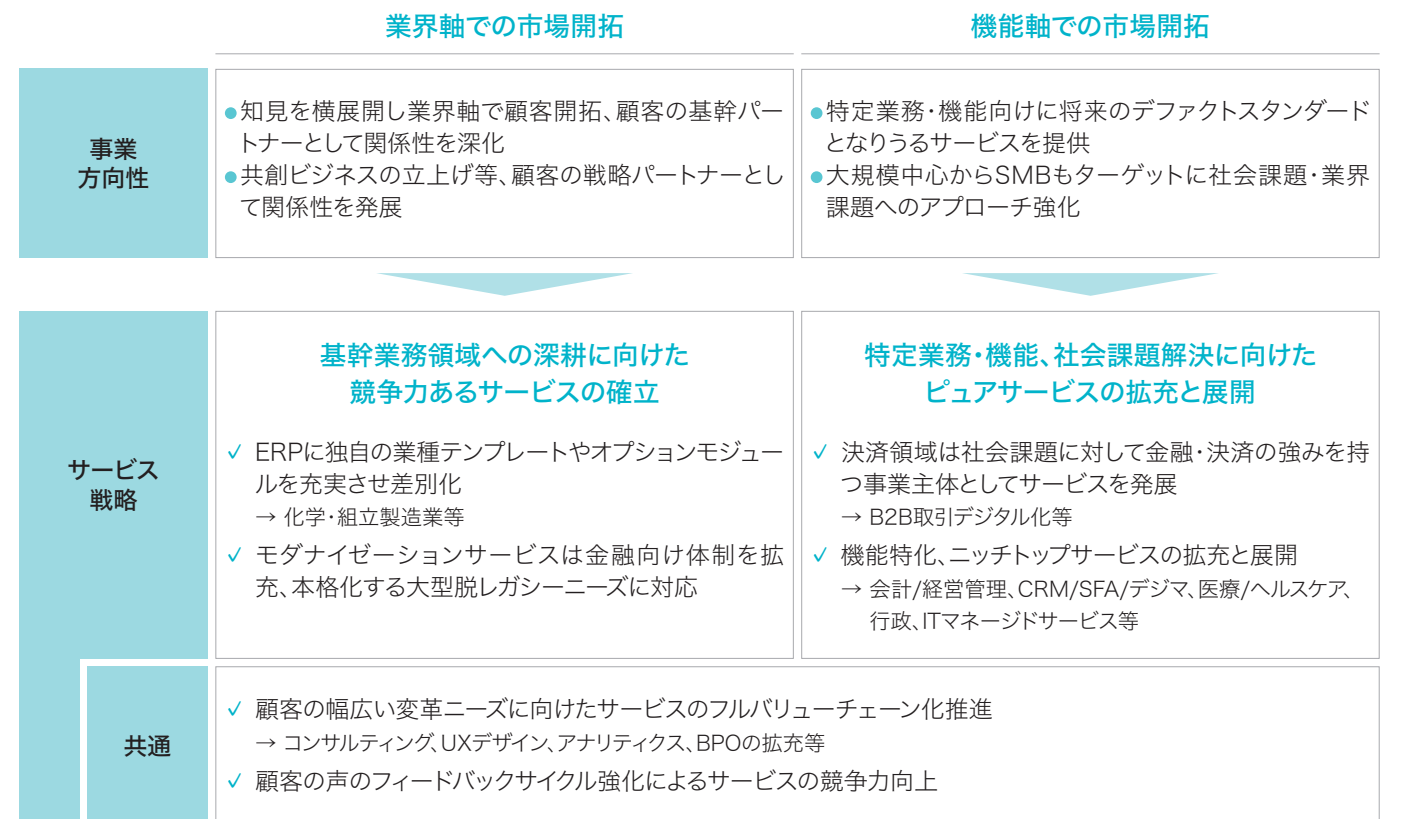 業界軸での市場開拓
機能軸での市場開拓
事業
方向性
●知見を横展開し業界軸で顧客開拓、顧客の基幹パー
トナーとして関係性を深化
●共創ビジネスの立上げ等、顧客の戦略パートナーとし
て関係性を発展
●特定業務・機能向けに将来のデファクトスタンダード
となりうるサービスを提供
●大規模中心からSMBもターゲットに社会課題・業界
課題へのアプローチ強化
サービス
戦略
基幹業務領域への深耕に向けた
競争力あるサービスの確立
✓ ERPに独自の業種テンプレートやオプションモジュー
ルを充実させ差別化
→ 化学・組立製造業等
✓ モダナイゼーションサービスは金融向け体制を拡
充、本格化する大型脱レガシーニーズに対応
特定業務・機能、社会課題解決に向けた
ピュアサービスの拡充と展開
✓ 決済領域は社会課題に対して金融・決済の強みを持
つ事業主体としてサービスを発展
→ B2B取引デジタル化等
✓ 機能特化、ニッチトップサービスの拡充と展開
→ 会計/経営管理、CRM/SFA/デジマ、医療/ヘルスケア、
行政、ITマネージドサービス等
共通
✓ 顧客の幅広い変革ニーズに向けたサービスのフルバリューチェーン化推進
→ コンサルティング、UXデザイン、アナリティクス、BPOの拡充等
✓ 顧客の声のフィードバックサイクル強化によるサービスの競争力向上